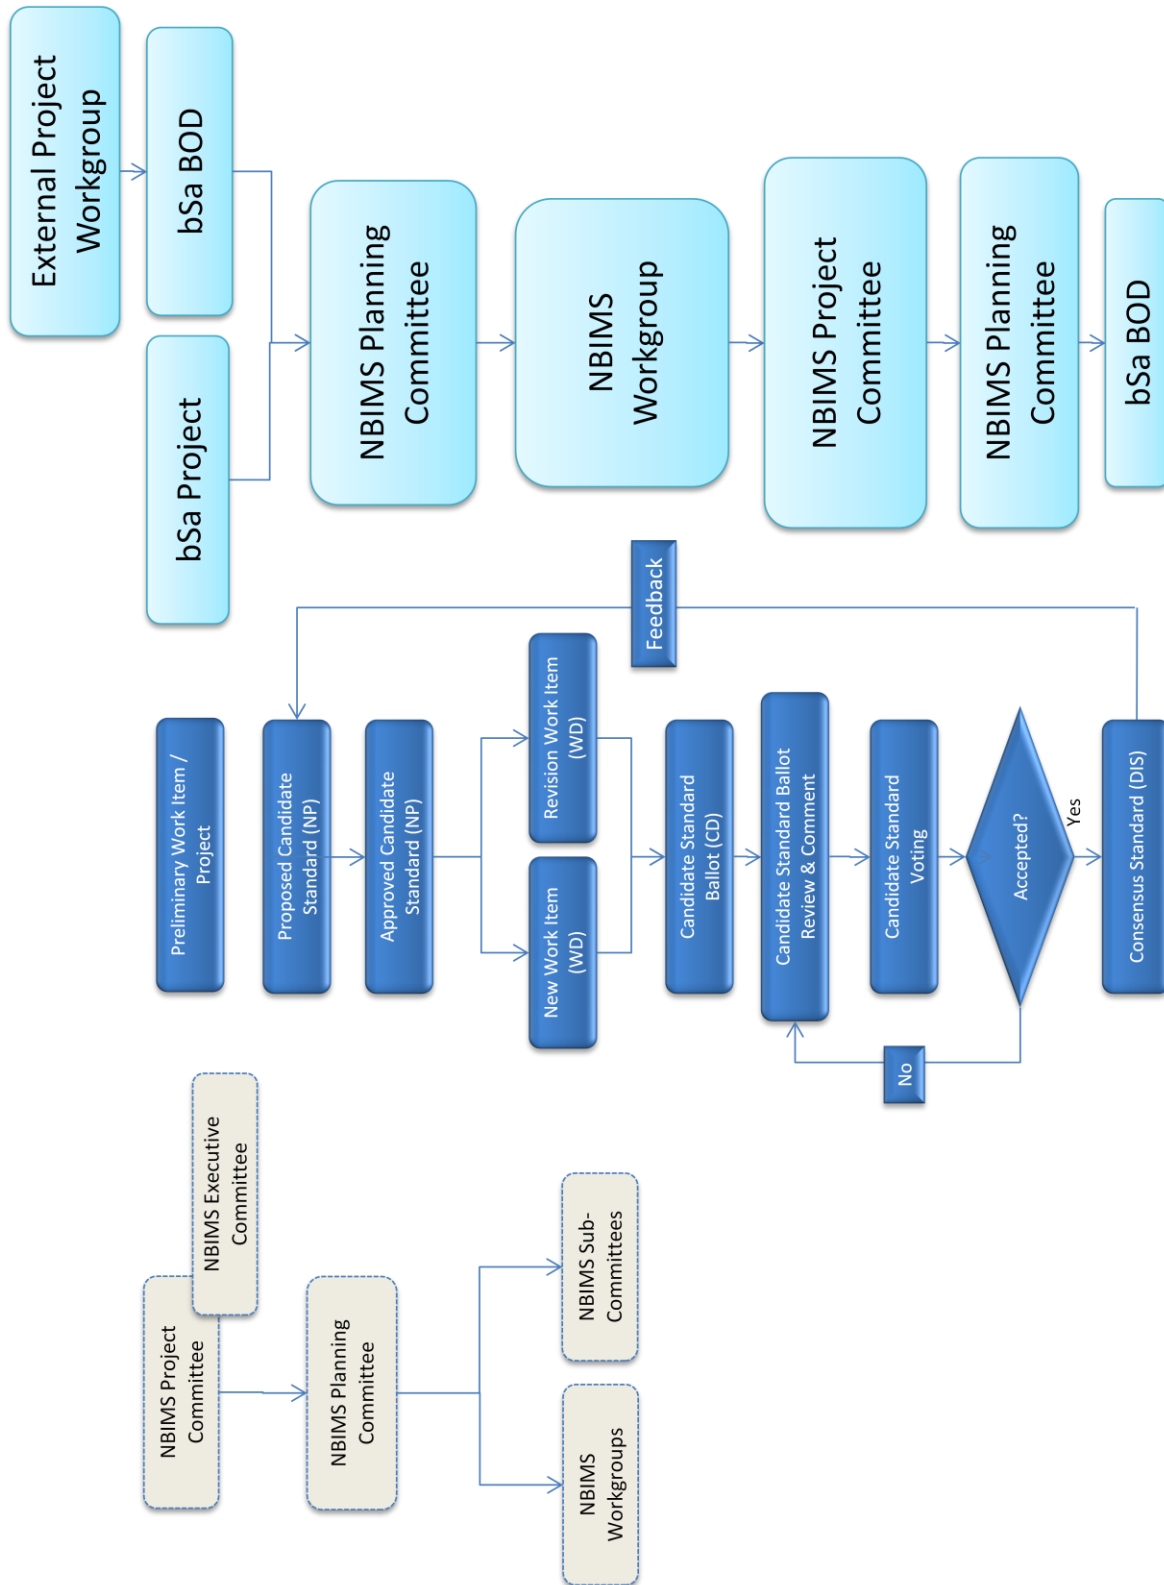 NBIMS Project
Committee
NBIMS Executive
Committee
NBIMS Planning
Committee
NBIMS
Workgroups
NBIMS Sub-
Committees
Preliminary Work Item /
Project
Proposed Candidate
Standard (NP)
Approved Candidate
Standard (NP)
New Work Item
(WD)
Revision Work Item
(WD)
Candidate Standard
Ballot (CD)
Candidate Standard Ballot
Review & Comment
Candidate Standard
Voting
Accepted?
No
Yes
Consensus Standard (DIS)
Feedback
External Project
Workgroup
bSa Project
bSa BOD
NBIMS Planning
Committee
NBIMS
Workgroup
NBIMS Project
Committee
NBIMS Planning
Committee
bSa BOD